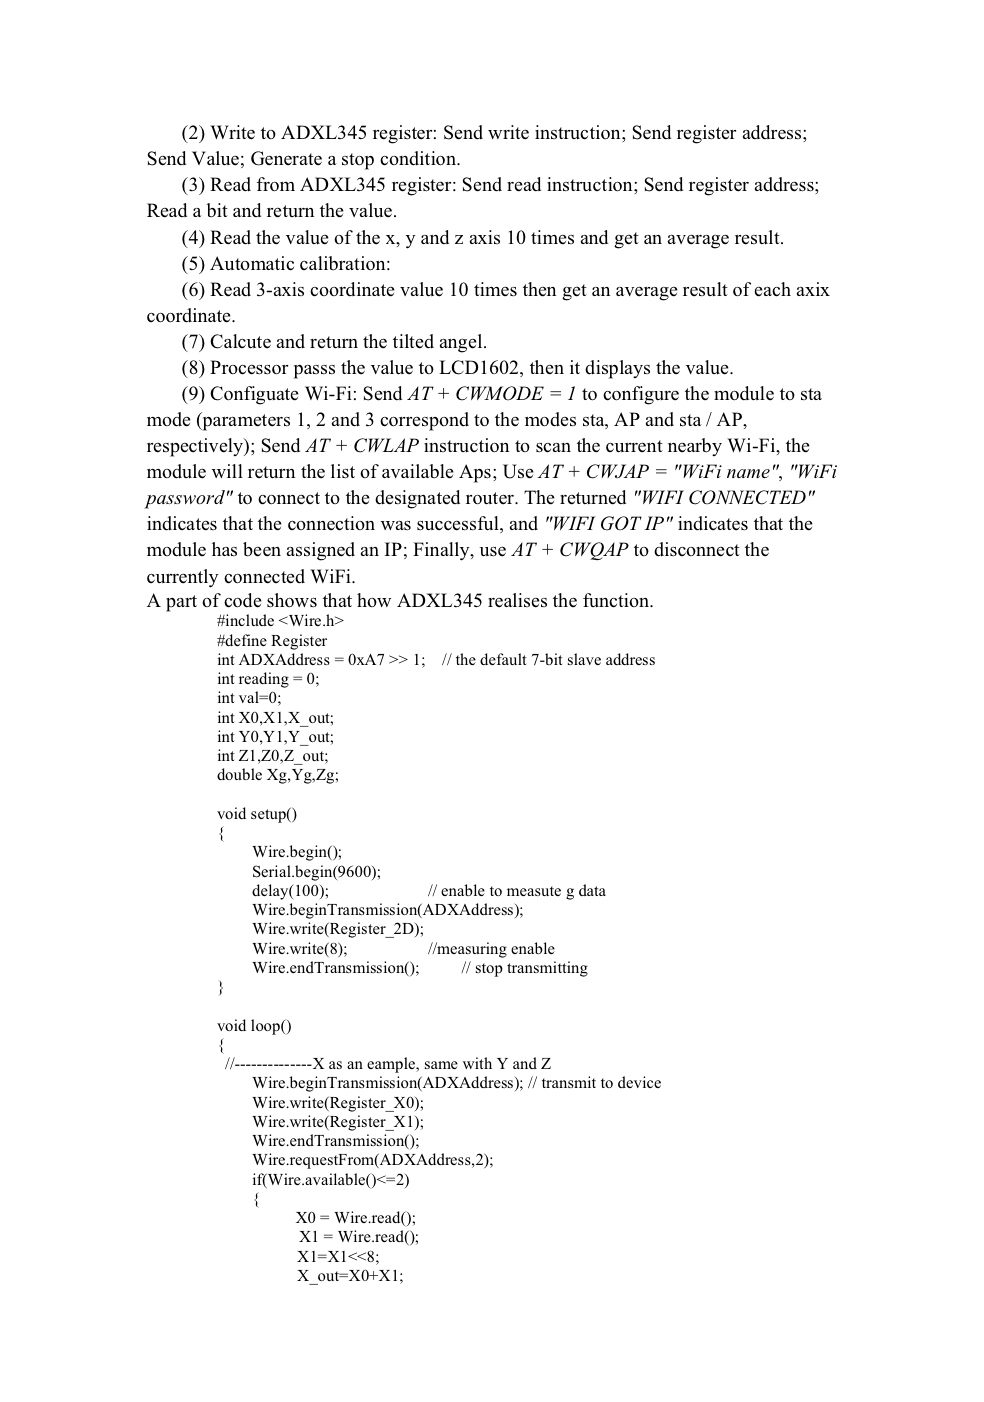 (2) Write to ADXL345 register: Send write instruction; Send register address;
Send Value; Generate a stop condition.
(3) Read from ADXL345 register: Send read instruction; Send register address;
Read a bit and return the value.
(4) Read the value of the x, y and z axis 10 times and get an average result.
(5) Automatic calibration:
(6) Read 3-axis coordinate value 10 times then get an average result of each axix
coordinate.
(7) Calcute and return the tilted angel.
(8) Processor passs the value to LCD1602, then it displays the value.
(9) Configuate Wi-Fi: Send AT + CWMODE = 1 to configure the module to sta
mode (parameters 1, 2 and 3 correspond to the modes sta, AP and sta / AP,
respectively); Send AT + CWLAP instruction to scan the current nearby Wi-Fi, the
module will return the list of available Aps; Use AT + CWJAP = "WiFi name", "WiFi
password" to connect to the designated router. The returned "WIFI CONNECTED"
indicates that the connection was successful, and "WIFI GOT IP" indicates that the
module has been assigned an IP; Finally, use AT + CWQAP to disconnect the
currently connected WiFi.
A part of code shows that how ADXL345 realises the function.
#include <Wire.h>
#define Register
int ADXAddress = 0xA7 >> 1; // the default 7-bit slave address
int reading = 0;
int val=0;
int X0,X1,X_out;
int Y0,Y1,Y_out;
int Z1,Z0,Z_out;
double Xg,Yg,Zg;
void setup()
{
Wire.begin();
Serial.begin(9600);
delay(100); // enable to measute g data
Wire.beginTransmission(ADXAddress);
Wire.write(Register_2D);
Wire.write(8); //measuring enable
Wire.endTransmission(); // stop transmitting
}
void loop()
{
//--------------X as an eample, same with Y and Z
Wire.beginTransmission(ADXAddress); // transmit to device
Wire.write(Register_X0);
Wire.write(Register_X1);
Wire.endTransmission();
Wire.requestFrom(ADXAddress,2);
if(Wire.available()<=2)
{
X0 = Wire.read();
X1 = Wire.read();
X1=X1<<8;
X_out=X0+X1;